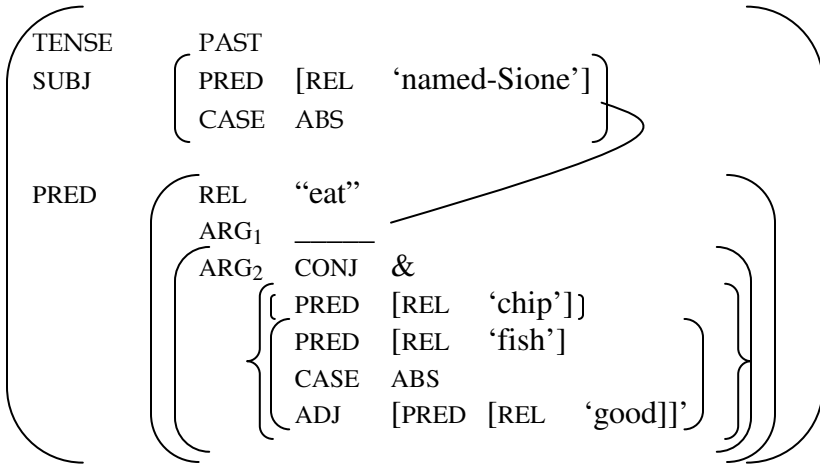 TENSE PAST
SUBJ PRED [REL ‘named-Sione’]
CASE ABS
PRED REL “eat”
ARG1 _____
ARG2 CONJ &
PRED [REL ‘chip’]
PRED [REL ‘fish’]
CASE ABS
ADJ [PRED [REL ‘good]]’